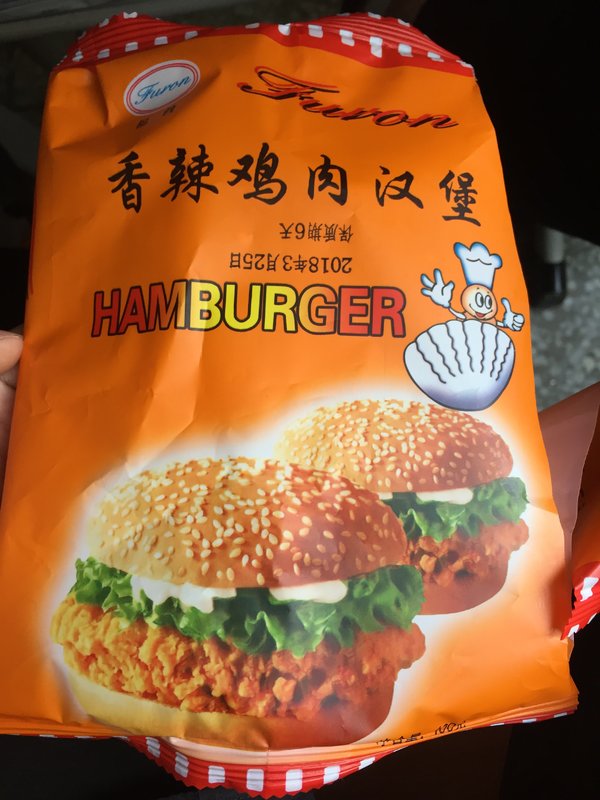 Furon
Furon
香辣鸡肉汉堡
保质期6天
2018年3月25日
HAMBURGER